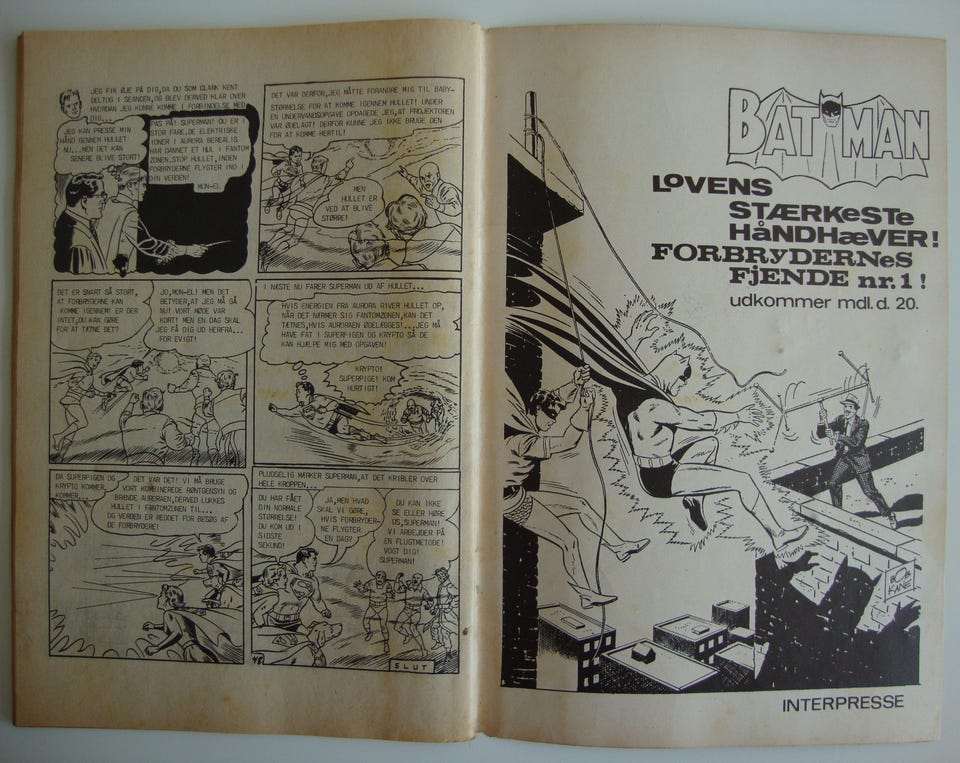 JEG FIK ØJE PÅ DIG, DA DU SOM CLARK KENT
DELTOG I SEANCEN, OG BLEV DERVED KLAR OVER
HVORDAN JEG KUNNE KOMME I FORBINDELSE MED
DIG...
JEG KAN PRESSE MIN
HÅND GENNEM HULLET
NU...MEN DET KAN
SENERE BLIVE STORT!
PAS PÅ! SUPERMAN! DU ER I
STOR FARE, DE ELEKTRISKE
IONER I AURORA BEREALIS
HAR DANNET ET HUL I FANTOM
ZONEN, STOP HULLET, INDEN
FORBRYDERNE FLYGTER IND I
DIN VERDEN!
MON-EL
DET VAR DERFOR, JEG MÅTTE FORANDRE MIG TIL BABY-
STØRRELSE FOR AT KOMME IGENNEM HULLET! UNDER
EN UNDERVANDSOPTAGE OPDAGEDE JEG, AT PROJEKTOREN
VAR ØDELAGT! DERFOR KUNNE JEG IKKE BRUGE DEN
FOR AT KOMME HERTIL!
MEN
HULLET ER
VED AT BLIVE
STØRRE!
DET ER SNART SÅ STORT,
AT FORBRYDERNE KAN
KOMME IGENNEM! ER DER
INTET, DU KAN GØRE
FOR AT TÆTNE DET?
JO, MON-EL! MEN DET
BETYDER, AT JEG MÅ GÅ
NU! VORT MØDE VAR
KORT! MEN EN DAG SKAL
JEG FÅ DIG UD HERFRA...
FOR EVIGT!
I NÆSTE NU FARER SUPERMAN UD AF HULLET...
HVIS ENERGIEN FRA AURORA RIVER HULLET OP,
NÅR DET NÆRMER SIG FANTOMZONEN, KAN DET
TÆTNES, HVIS AURORAEN ØDELÆGGES!...JEG MÅ
HAVE FAT I SUPERPIGEN OG KRYPTO SÅ DE
KAN HJÆLPE MIG MED OPGAVEN!
KRYPTO!
SUPERPIGE! KOM
HURTIGT!
DA SUPERPIGEN OG
KRYPTO KOMMER,
KOMMER...
DET VAR DET! VI MÅ BRUGE
VORT KOMBINEREDE RØNTGENSYN OG
BRÆNDE AURORAEN, DERVED LUKKES
HULLET I FANTOMZONEN TIL...
OG VERDEN ER REDDET FOR BESØG AF
DE FORBRYDERE!
PLUDSELIG MÆRKER SUPERMAN, AT DET KRIBLER OVER
HELE KROPPEN...
DU HAR FÅET
DIN NORMALE
STØRRELSE!
DU KOM UD I
SIDSTE
SEKUND!
JA, MEN HVAD
SKAL VI GØRE,
HVIS FORBRYDER-
NE FLYGTER
EN DAG?
DU KAN IKKE
SE ELLER HØRE
OS, SUPERMAN!
VI ARBEJDER PÅ
EN FLUGTMETODE!
VOGT DIG!
SUPERMAN!
48
SLUT
BATMAN
LOVENS
STÆRKESTE
HÅNDHÆVER!
FORBRYDERNES
FJENDE nr.1!
udkommer mdl. d. 20.
BOB
KANE
INTERPRESSE